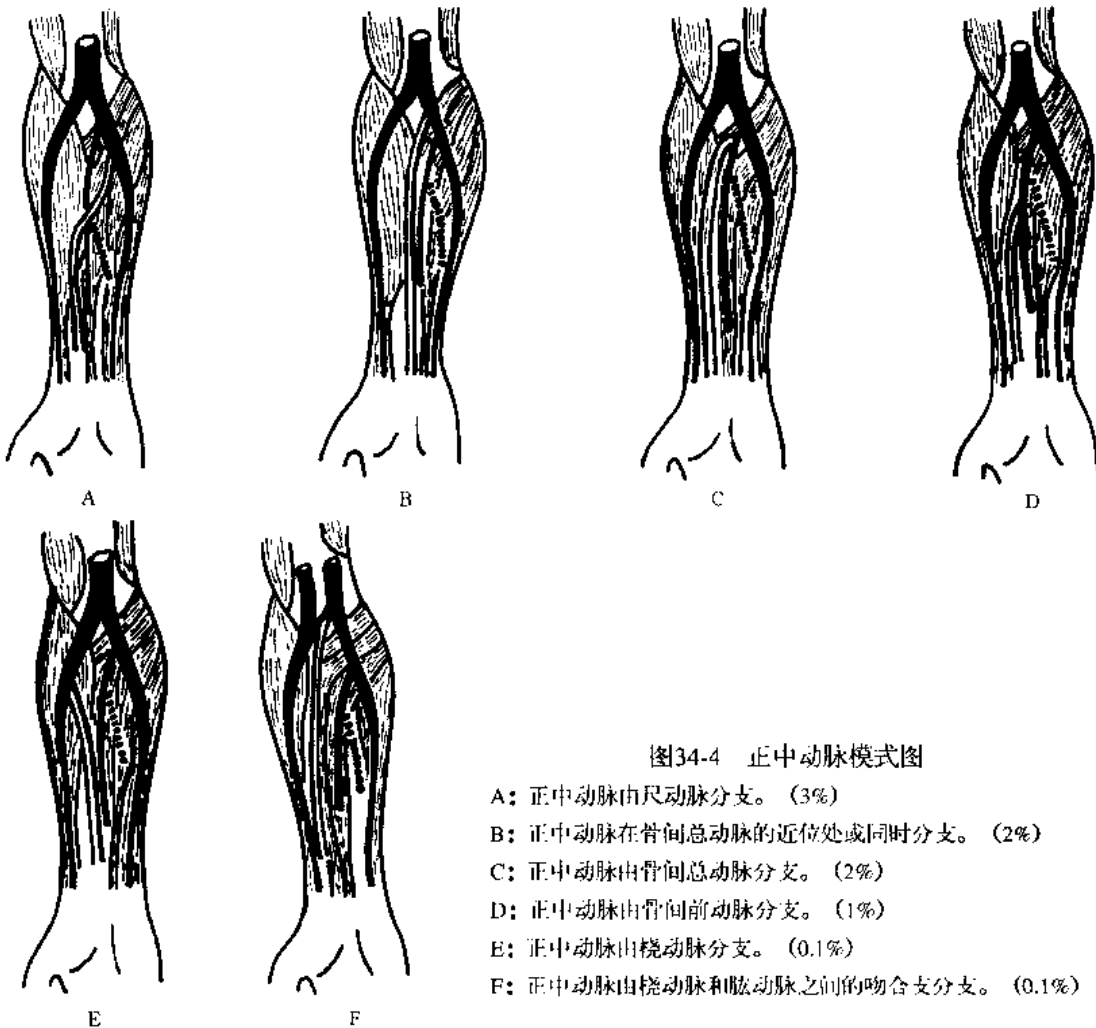 A
B
C
D
E
F
图34-4 正中动脉模式图
A：正中动脉由尺动脉分支。（3%）
B：正中动脉在骨间总动脉的近位处或同时分支。（2%）
C：正中动脉由骨间总动脉分支。（2%）
D：正中动脉由骨间前动脉分支。（1%）
E：正中动脉由桡动脉分支。（0.1%）
F：正中动脉由桡动脉和肱动脉之间的吻合支分支。（0.1%）